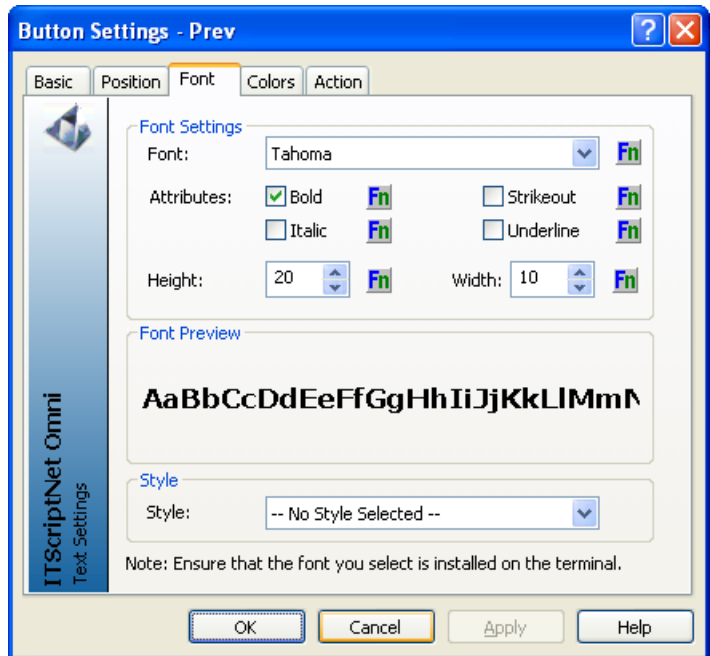 Button Settings - Prev
Basic Position Font Colors Action
Font Settings
Font: Tahoma Fn
Attributes: Bold Fn Strikeout Fn
Italic Fn Underline Fn
Height: 20 Fn Width: 10 Fn
Font Preview
AaBbCcDdEeFfGgHhIiJjKkLlMm
Style
Style: -- No Style Selected --
Note: Ensure that the font you select is installed on the terminal.
ITScriptNet Omni
Text Settings
OK Cancel Apply Help